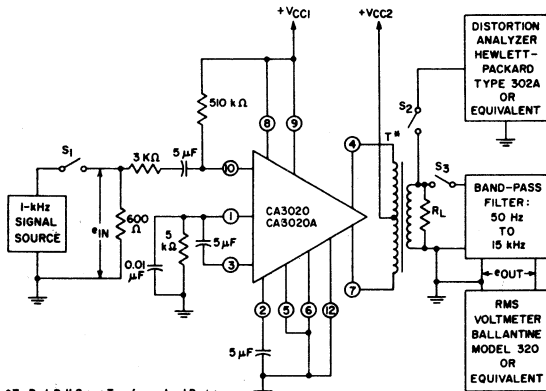 +VCC1
+VCC2
DISTORTION
ANALYZER
HEWLETT-
PACKARD
TYPE 302A
OR
EQUIVALENT
510 kΩ
S1
3 KΩ
5 μF
8
9
4
T*
S2
S3
10
1-kHz
SIGNAL
SOURCE
eIN
600
Ω
1
CA3020
CA3020A
RL
BAND-PASS
FILTER:
50 Hz
TO
15 kHz
5
kΩ
5 μF
0.01
μF
3
7
2
5
6
12
eOUT
5 μF
RMS
VOLTMETER
BALLANTINE
MODEL 320
OR
EQUIVALENT